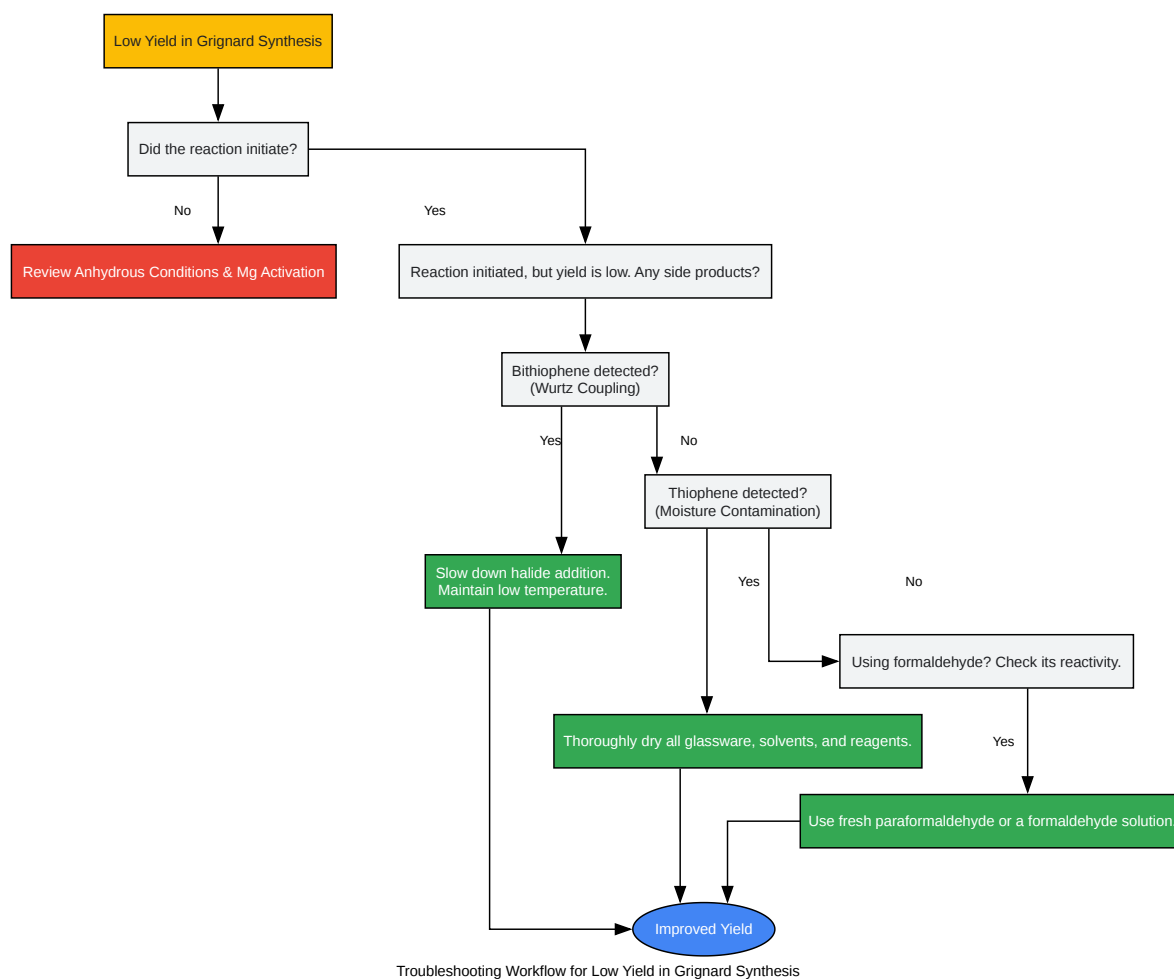 Low Yield in Grignard Synthesis
Did the reaction initiate?
No
Yes
Review Anhydrous Conditions & Mg Activation
Reaction initiated, but yield is low. Any side products?
Bithiophene detected?
(Wurtz Coupling)
Yes
No
Thiophene detected?
(Moisture Contamination)
Slow down halide addition.
Maintain low temperature.
Yes
No
Using formaldehyde? Check its reactivity.
Thoroughly dry all glassware, solvents, and reagents.
Yes
Use fresh paraformaldehyde or a formaldehyde solution.
Improved Yield
Troubleshooting Workflow for Low Yield in Grignard Synthesis